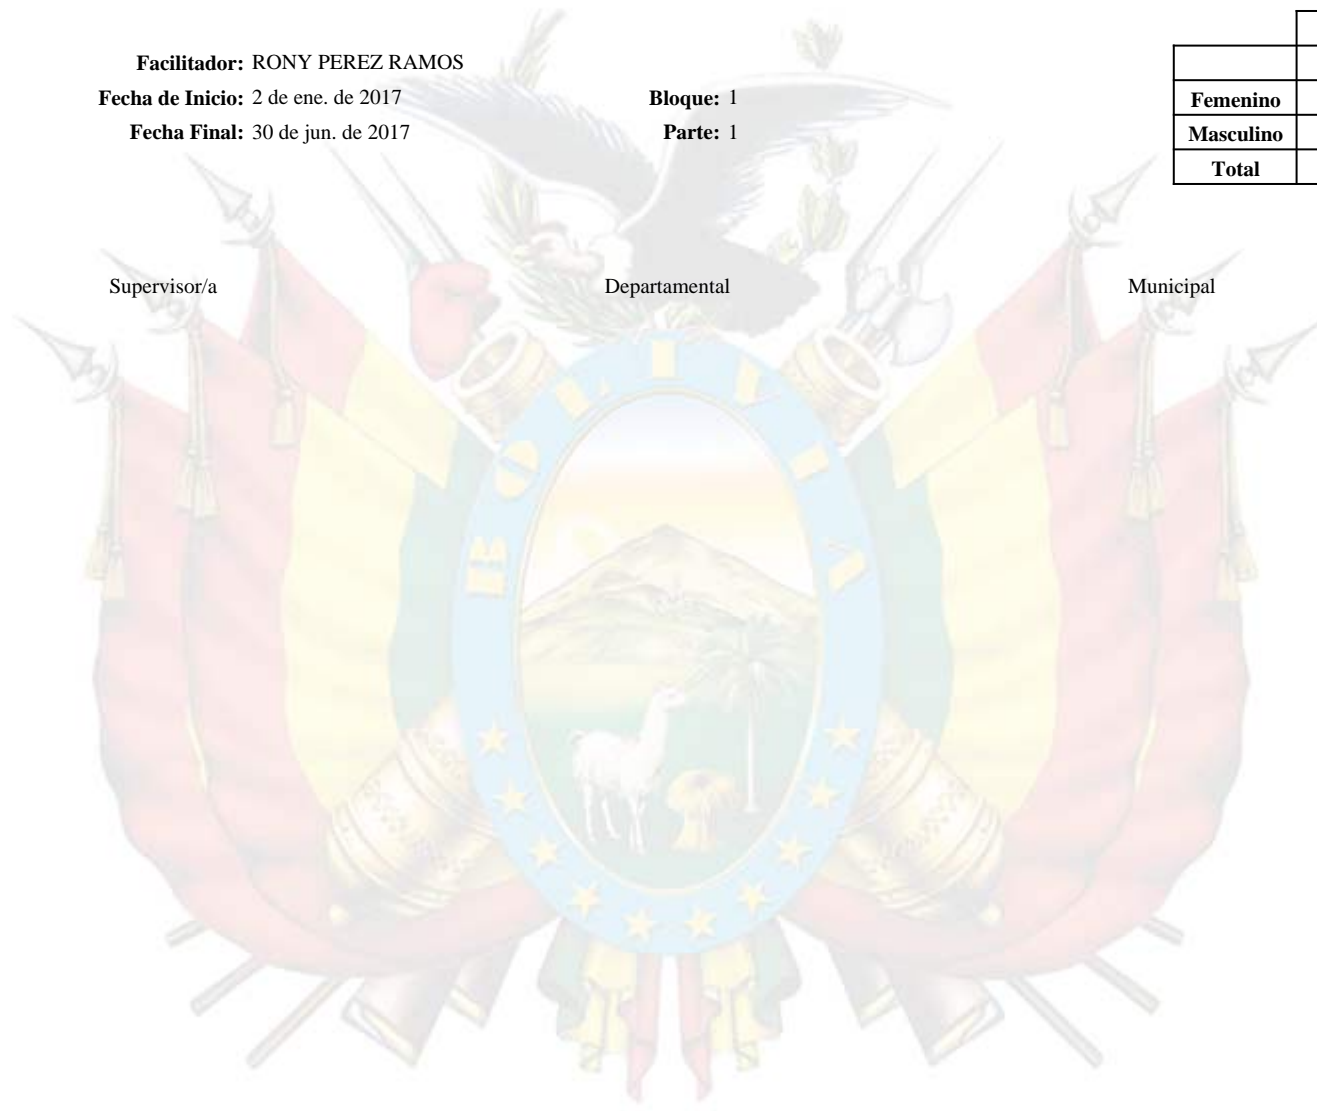 Facilitador: RONY PEREZ RAMOS
Fecha de Inicio: 2 de ene. de 2017 Bloque: 1
Fecha Final: 30 de jun. de 2017 Parte: 1
Femenino
Masculino
Total
Supervisor/a Departamental Municipal
BOLIVIA